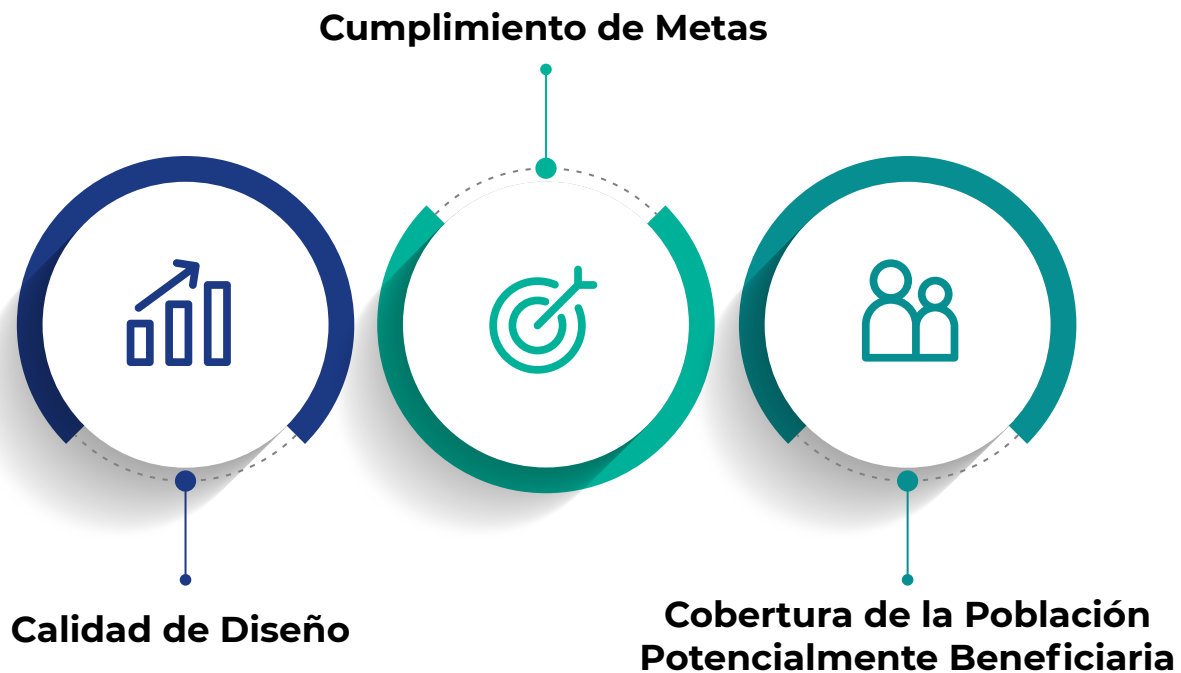 Cumplimiento de Metas
Calidad de Diseño
Cobertura de la Población
Potencialmente Beneficiaria